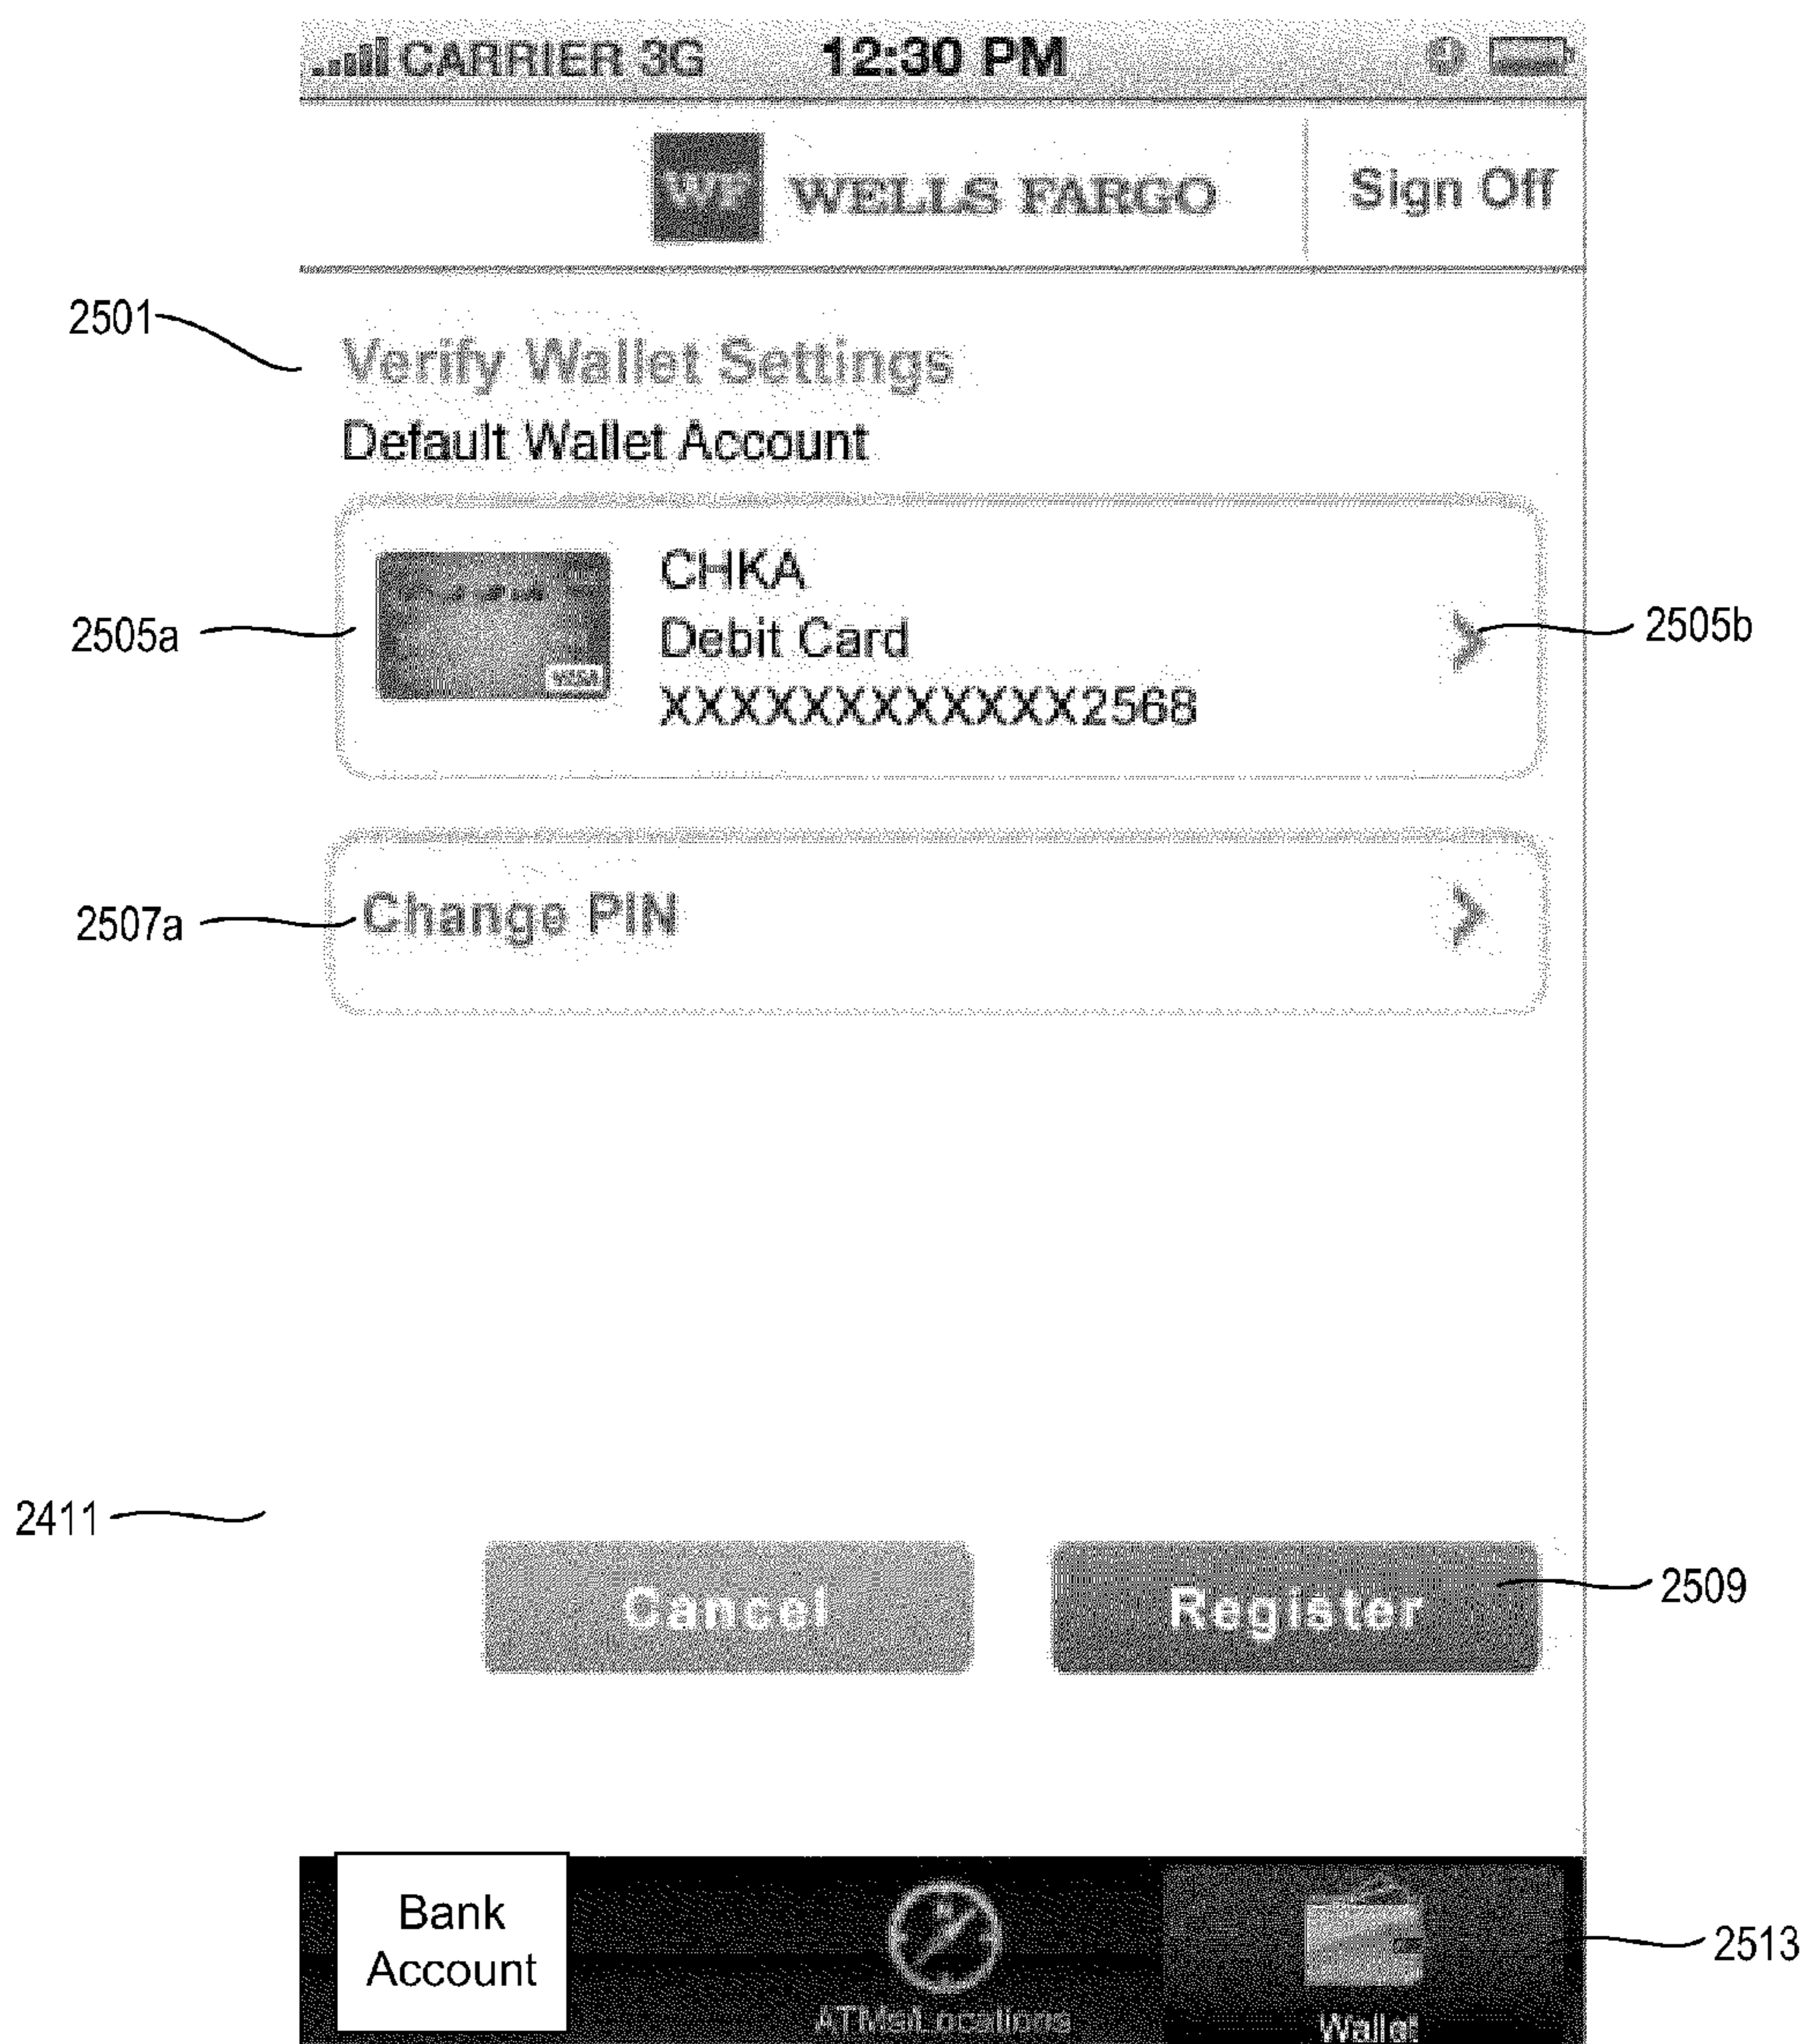 CARRIER 3G 12:30 PM
WF WELLS FARGO Sign Off
2501
Verify Wallet Settings
Default Wallet Account
2505a
CHKA
Debit Card
XXXXXXXXXXXX2568
2505b
VISA
2507a
Change PIN
2411
Cancel
Register
2509
Bank
Account
ATMs/Locations
Wallet
2513